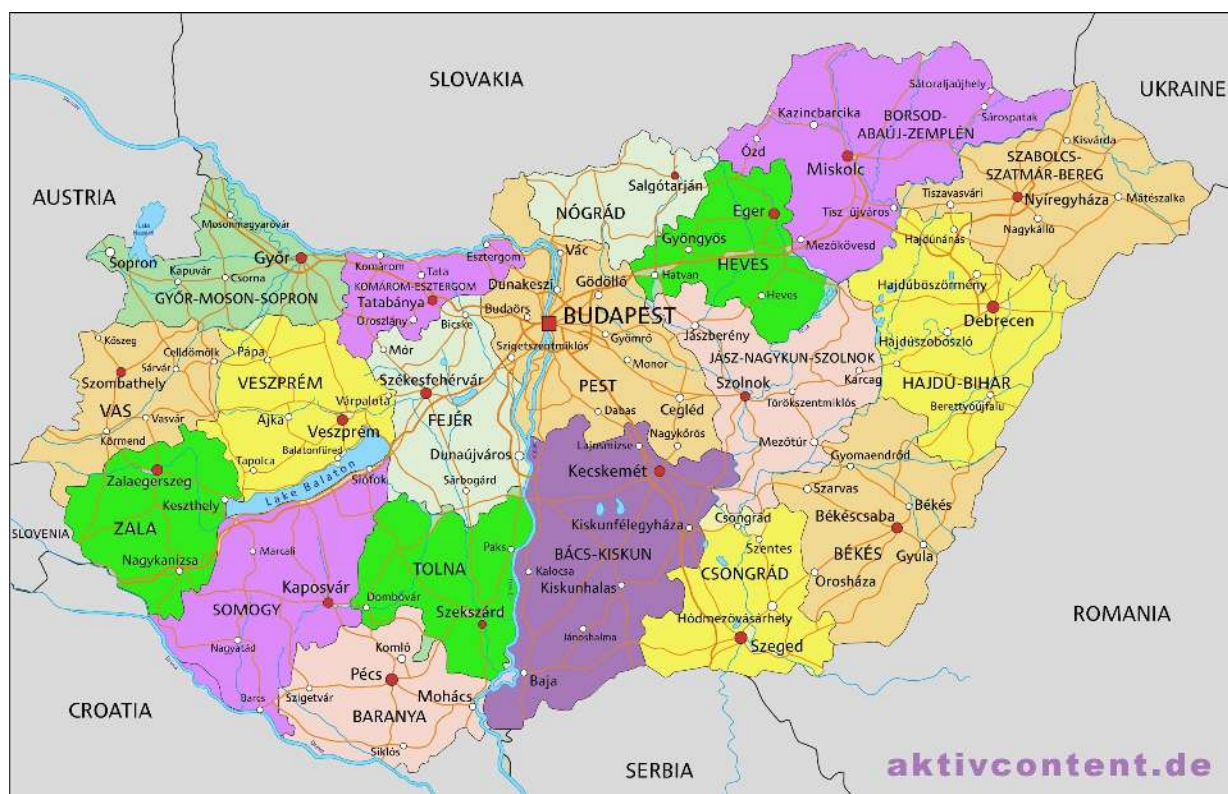 SLOVAKIA
UKRAINE
AUSTRIA
SLOVENIA
CROATIA
SERBIA
ROMANIA
Sátoraljaújhely
Kazincbarcika
BORSOD-
ABAÚJ-ZEMPLÉN
Sárospatak
Ózd
Miskolc
Kisvárda
SZABOLCS-
SZATMÁR-BEREG
Tiszavasvári
Nyíregyháza
Mátészalka
Nagykálló
Tisz újváros
Mezőkövesd
Hajdúnánás
Salgótarján
NÓGRÁD
Eger
Gyöngyös
HEVES
Hatvan
Heves
Mosonmagyaróvár
Sopron
Győr
Kapuvár
Csorna
GYŐR-MOSON-SOPRON
Esztergom
Komárom
Tata
KOMÁROM-ESZTERGOM
Tatabánya
Oroszlány
Vác
Dunakeszi
Gödöllő
Budaörs
BUDAPEST
Bicske
Szigetszentmiklós
Gyömrő
Monor
PEST
Dabas
Cegléd
Nagykőrös
Hajdúböszörmény
Debrecen
Hajdúszoboszló
HAJDÚ-BIHAR
Berettyóújfalu
Jászberény
JÁSZ-NAGYKUN-SZOLNOK
Szolnok
Karcag
Törökszentmiklós
Mezőtúr
Kőszeg
Celldömölk
Sárvár
Szombathely
VAS
Vasvár
Körmend
Pápa
VESZPRÉM
Várpalota
Ajka
Veszprém
Balatonfüred
Tapolca
Mór
Székesfehérvár
FEJÉR
Dunaújváros
Sárbogárd
Lake Balaton
Siófok
Zalaegerszeg
Keszthely
ZALA
Nagykanizsa
Marcali
Kaposvár
SOMOGY
Nagyatád
Barcs
Paks
TOLNA
Dombóvár
Szekszárd
Lajosmizse
Kecskemét
Kiskunfélegyháza
BÁCS-KISKUN
Kalocsa
Kiskunhalas
Jánoshalma
Baja
Csongrád
Szentes
CSONGRÁD
Hódmezővásárhely
Szeged
Gyomaendrőd
Szarvas
Békés
Békéscsaba
BÉKÉS
Gyula
Orosháza
Komló
Pécs
Szigetvár
Mohács
BARANYA
Siklós
aktivcontent.de